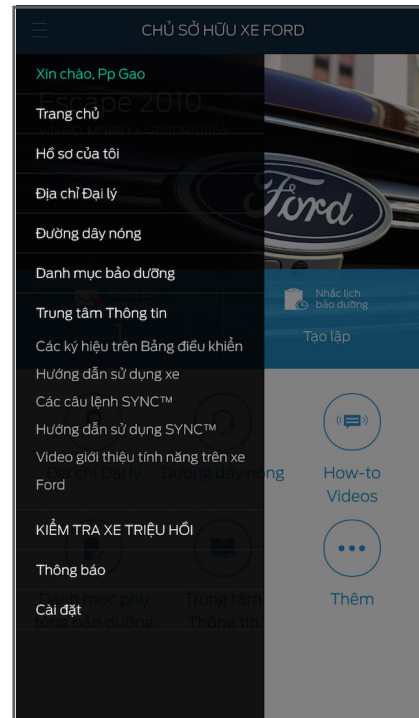 CHỦ SỞ HỮU XE FORD
Xin chào, Pp Gao
Escape 2010
Trang chủ
Hồ sơ của tôi
Địa chỉ Đại lý
Đường dây nóng
Danh mục bảo dưỡng
Trung tâm Thông tin
Các ký hiệu trên Bảng điều khiển
Hướng dẫn sử dụng xe
Các câu lệnh SYNC™
Hướng dẫn sử dụng SYNC™
Video giới thiệu tính năng trên xe
Ford
KIỂM TRA XE TRIỆU HỒI
Thông báo
Cài đặt
Ford
Nhắc lịch
bảo dưỡng
Tạo lập
1
Địa chỉ Đại lý
Đường dây nóng
How-to
Videos
Danh mục phụ
tùng bảo dưỡng
Trung tâm
Thông tin
Thêm